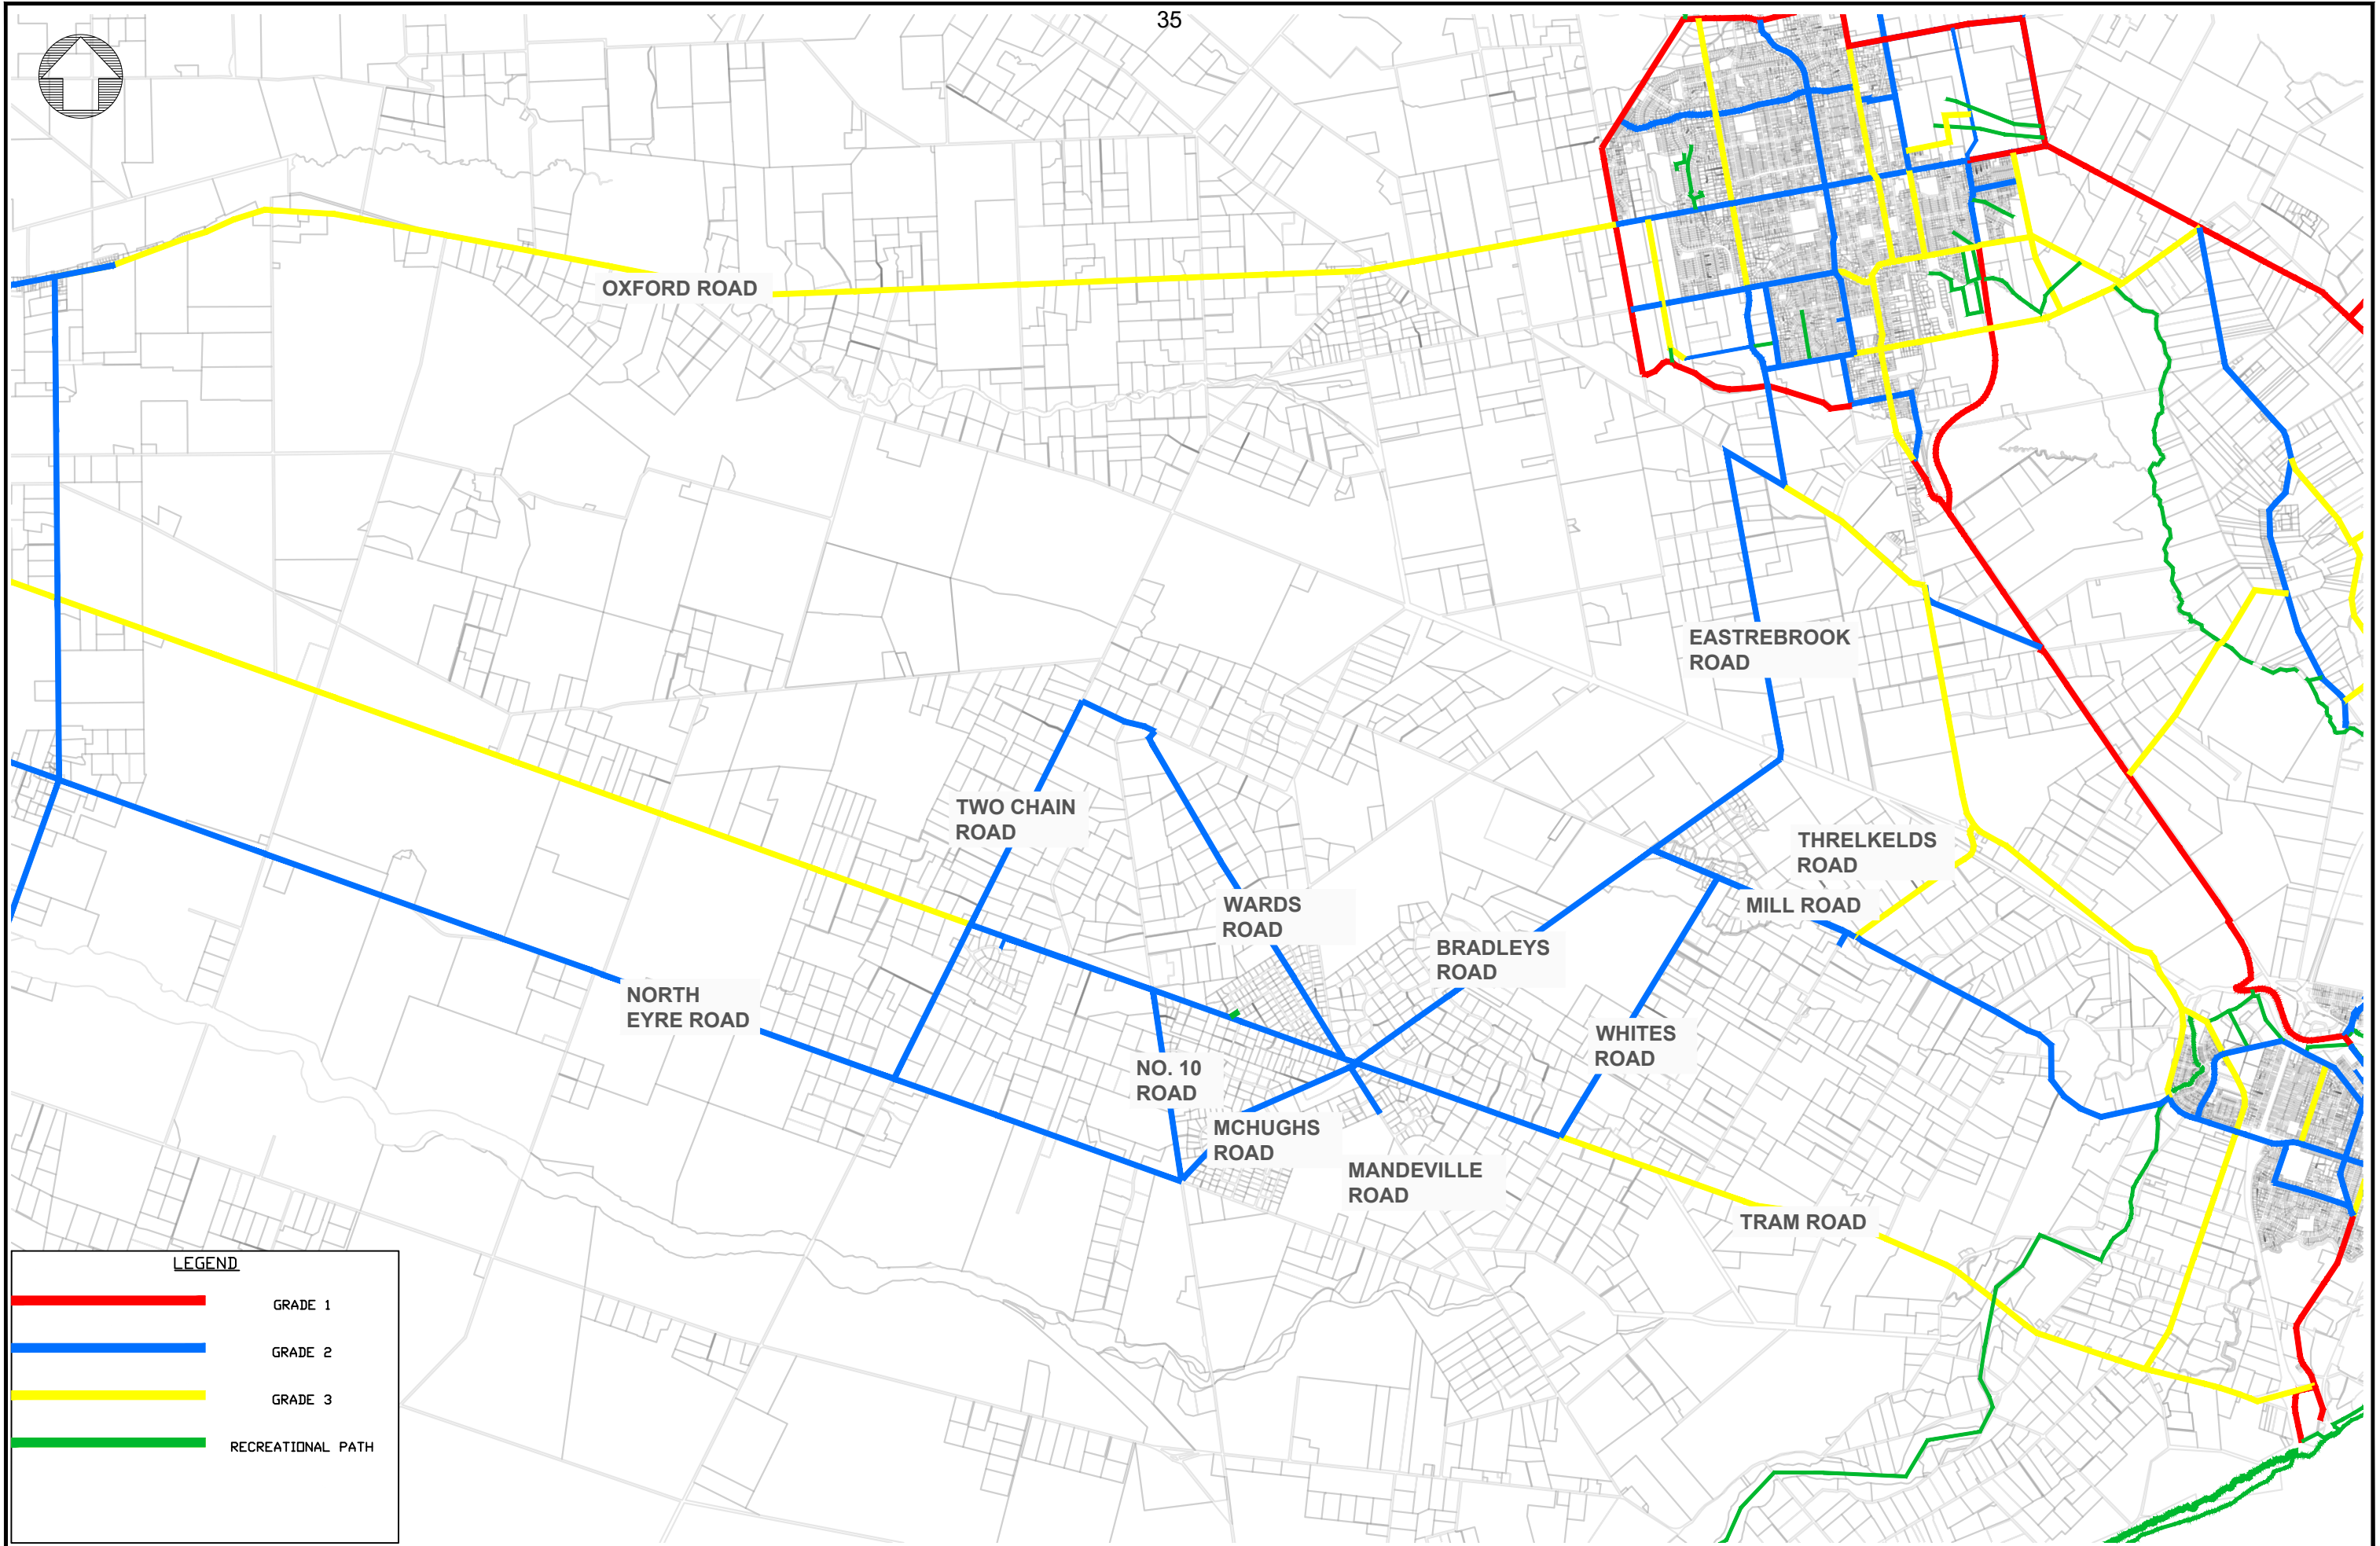 35
OXFORD ROAD
EASTREBROOK
ROAD
TWO CHAIN
ROAD
THRELKELDS
ROAD
MILL ROAD
WARDS
ROAD
BRADLEYS
ROAD
NORTH
EYRE ROAD
WHITES
ROAD
NO. 10
ROAD
MCHUGHS
ROAD
MANDEVILLE
ROAD
TRAM ROAD
LEGEND
GRADE 1
GRADE 2
GRADE 3
RECREATIONAL PATH